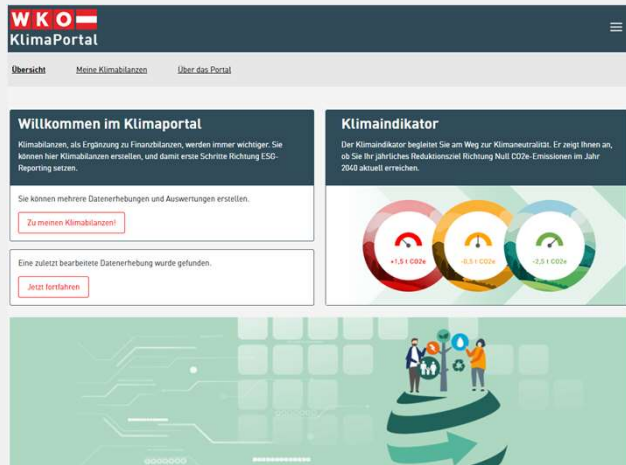 WKO
KlimaPortal
Übersicht Meine Klimabilanzen Über das Portal
Willkommen im Klimaportal
Klimabilanzen, als Ergänzung zu Finanzbilanzen, werden immer wichtiger. Sie
können hier Klimabilanzen erstellen, und damit erste Schritte Richtung ESG-
Reporting setzen.
Sie können mehrere Datenerhebungen und Auswertungen erstellen.
Zu meinen Klimabilanzen!
Eine zuletzt bearbeitete Datenerhebung wurde gefunden.
Jetzt fortfahren
Klimaindikator
Der Klimaindikator begleitet Sie am Weg zur Klimaneutralität. Er zeigt Ihnen an,
ob Sie Ihr jährliches Reduktionsziel Richtung Null CO2e-Emissionen im Jahr
2040 aktuell erreichen.
+1,5 t CO2e -0,5 t CO2e -2,5 t CO2e